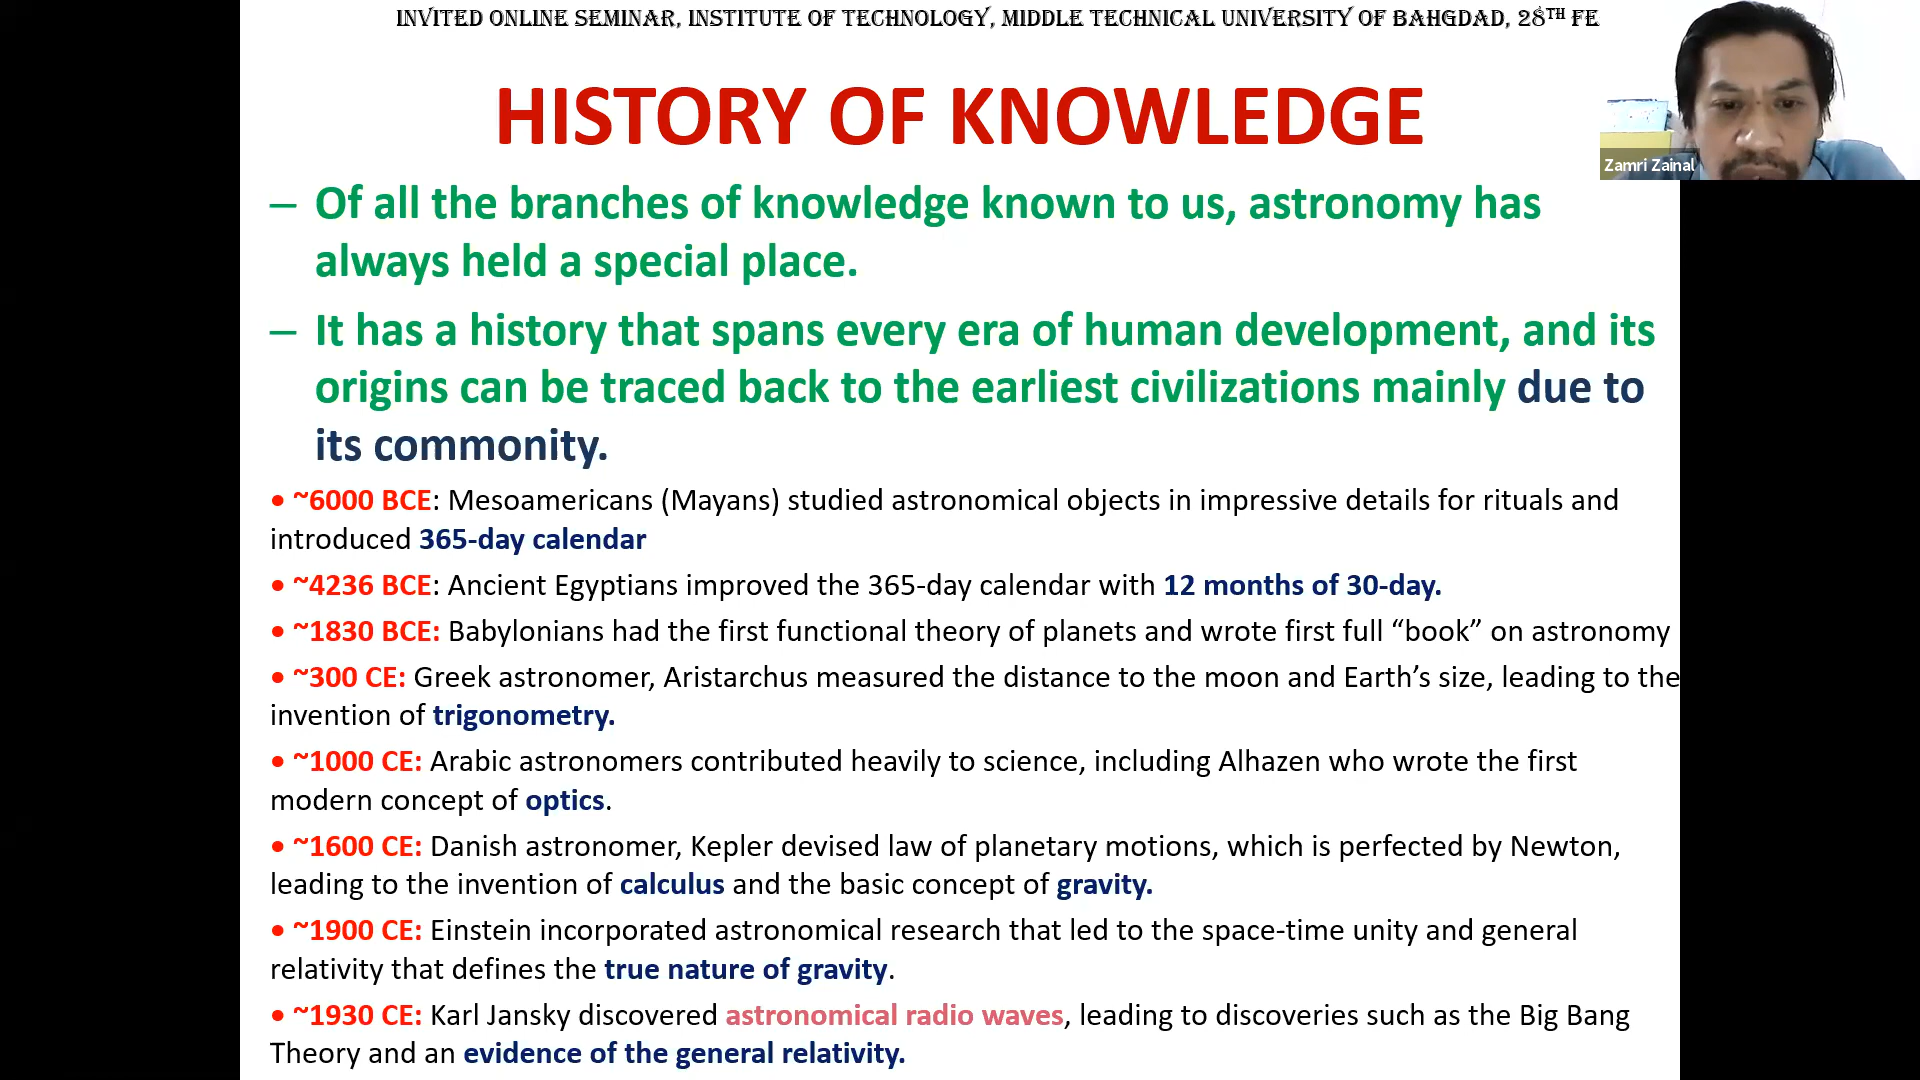 INVITED ONLINE SEMINAR, INSTITUTE OF TECHNOLOGY, MIDDLE TECHNICAL UNIVERSITY OF BAHGDAD, 28TH FE
HISTORY OF KNOWLEDGE
Zamri Zainal
– Of all the branches of knowledge known to us, astronomy has
always held a special place.
– It has a history that spans every era of human development, and its
origins can be traced back to the earliest civilizations mainly due to
its commonity.
• ~6000 BCE: Mesoamericans (Mayans) studied astronomical objects in impressive details for rituals and
introduced 365-day calendar
• ~4236 BCE: Ancient Egyptians improved the 365-day calendar with 12 months of 30-day.
• ~1830 BCE: Babylonians had the first functional theory of planets and wrote first full “book” on astronomy
• ~300 CE: Greek astronomer, Aristarchus measured the distance to the moon and Earth’s size, leading to the
invention of trigonometry.
• ~1000 CE: Arabic astronomers contributed heavily to science, including Alhazen who wrote the first
modern concept of optics.
• ~1600 CE: Danish astronomer, Kepler devised law of planetary motions, which is perfected by Newton,
leading to the invention of calculus and the basic concept of gravity.
• ~1900 CE: Einstein incorporated astronomical research that led to the space-time unity and general
relativity that defines the true nature of gravity.
• ~1930 CE: Karl Jansky discovered astronomical radio waves, leading to discoveries such as the Big Bang
Theory and an evidence of the general relativity.